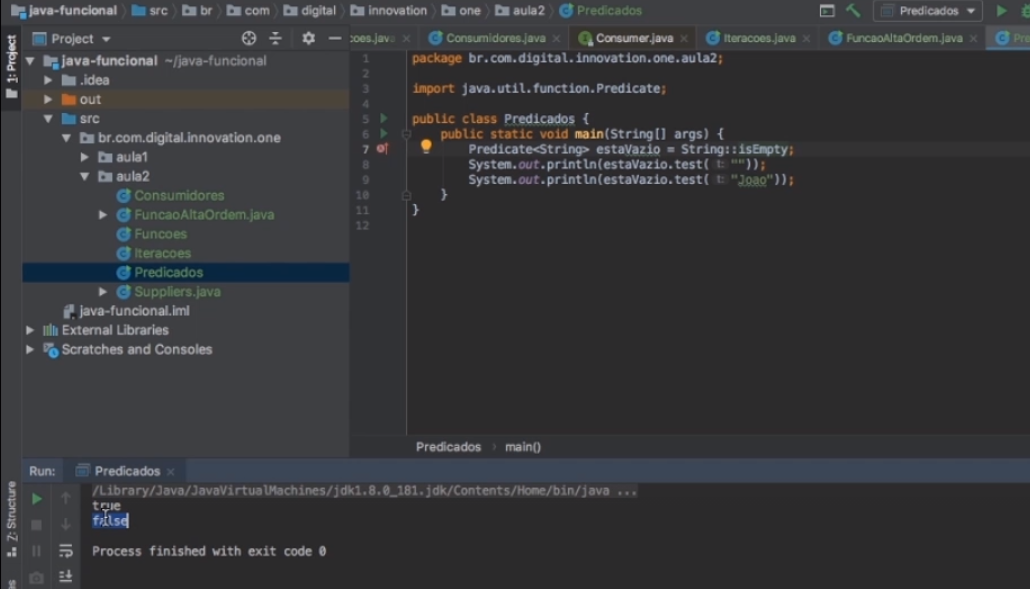 java-funcional src br com digital innovation one aula2 Predicados Predicados
Project
oes.java Consumidores.java Consumer.java Iteracoes.java FuncaoAltaOrdem.java Pre
1: Project
java-funcional ~/java-funcional
.idea
out
src
br.com.digital.innovation.one
aula1
aula2
Consumidores
FuncaoAltaOrdem.java
Funcoes
Iteracoes
Predicados
Suppliers.java
java-funcional.iml
External Libraries
Scratches and Consoles
1 package br.com.digital.innovation.one.aula2;
2
3 import java.util.function.Predicate;
4
5 public class Predicados {
6 public static void main(String[] args) {
7 Predicate<String> estaVazio = String::isEmpty;
8 System.out.println(estaVazio.test( t: ""));
9 System.out.println(estaVazio.test( t: "Joao"));
10 }
11 }
12
Predicados main()
Run: Predicados
/Library/Java/JavaVirtualMachines/jdk1.8.0_181.jdk/Contents/Home/bin/java ...
true
false
Process finished with exit code 0
Z: Structure